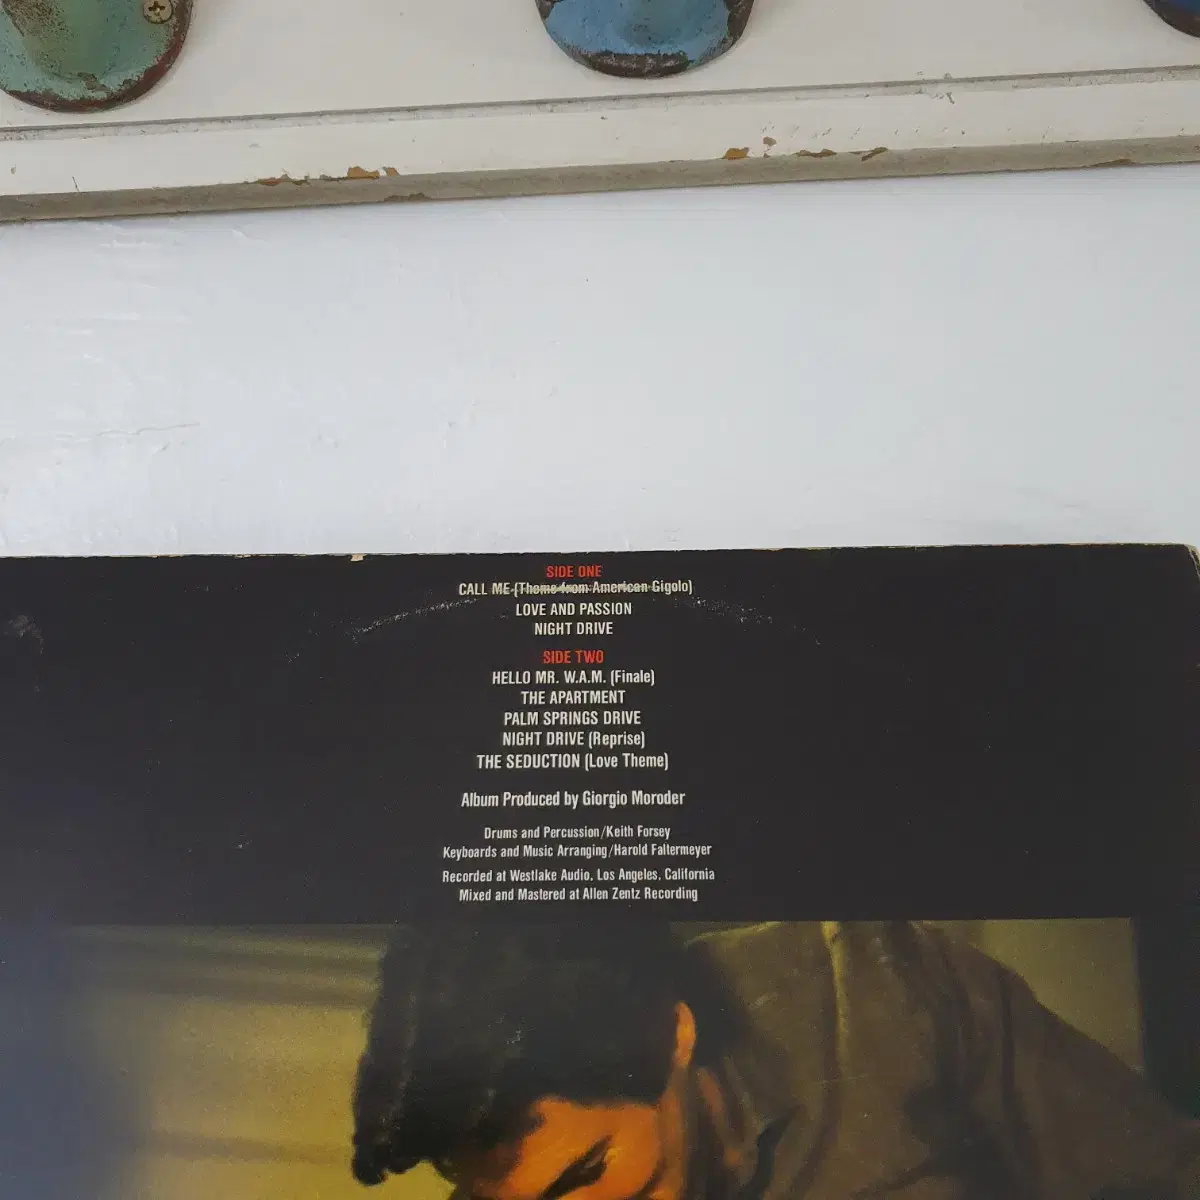 SIDE ONE
CALL ME (Theme from American Gigolo)
LOVE AND PASSION
NIGHT DRIVE
SIDE TWO
HELLO MR. W.A.M. (Finale)
THE APARTMENT
PALM SPRINGS DRIVE
NIGHT DRIVE (Reprise)
THE SEDUCTION (Love Theme)
Album Produced by Giorgio Moroder
Drums and Percussion/Keith Forsey
Keyboards and Music Arranging/Harold Faltermeyer
Recorded at Westlake Audio, Los Angeles, California
Mixed and Mastered at Allen Zentz Recording